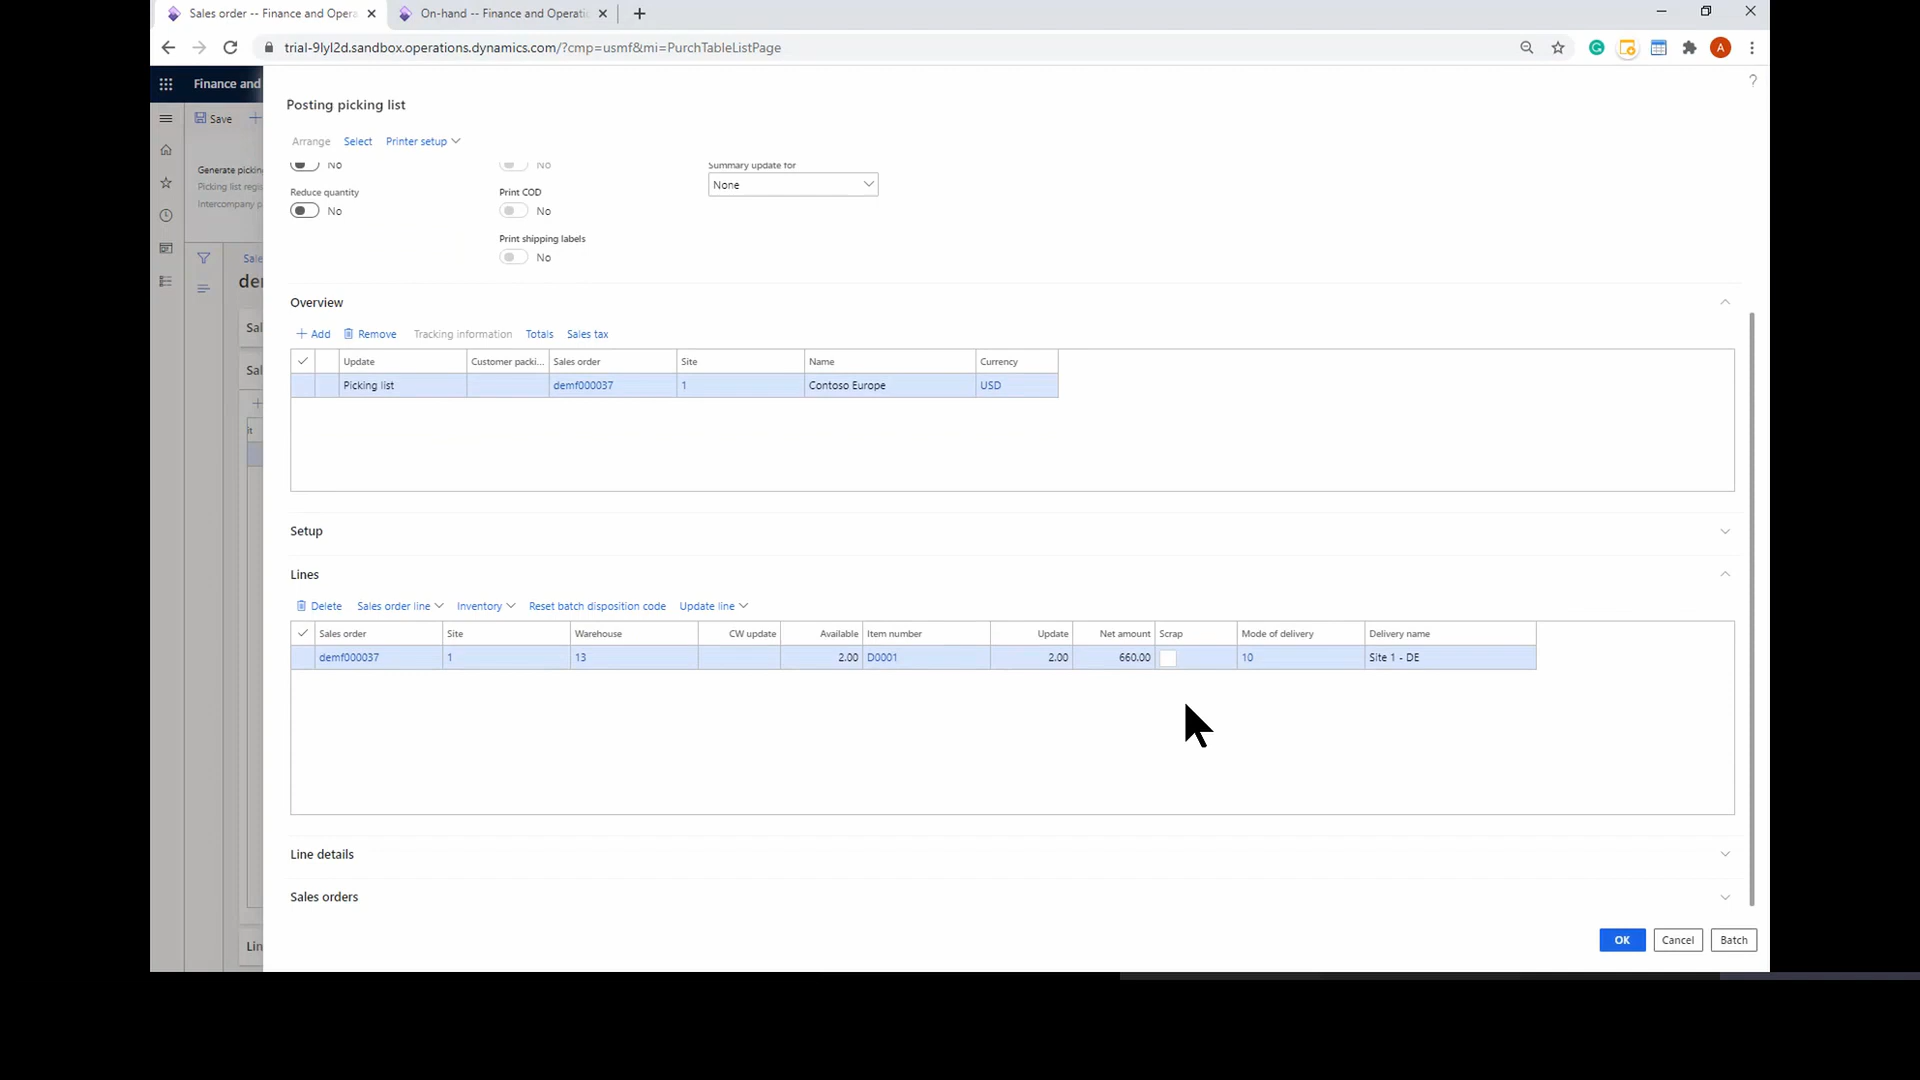 Sales order -- Finance and Opera
On-hand -- Finance and Operati
trial-9lyl2d.sandbox.operations.dynamics.com/?cmp=usmf&mi=PurchTableListPage
A
Finance and
?
Save
Posting picking list
Arrange Select Printer setup
Generate picking
Picking list regi
Intercompany p
No No Summary update for
None
Reduce quantity Print COD
No No
Print shipping labels
No
Sale
der
Sal
Sal
it
Lin
Overview
Add Remove Tracking information Totals Sales tax
Update Customer packi... Sales order Site Name Currency
Picking list demf000037 1 Contoso Europe USD
Setup
Lines
Delete Sales order line Inventory Reset batch disposition code Update line
Sales order Site Warehouse CW update Available Item number Update Net amount Scrap Mode of delivery Delivery name
demf000037 1 13 2.00 D0001 2.00 660.00 10 Site 1 - DE
Line details
Sales orders
OK Cancel Batch